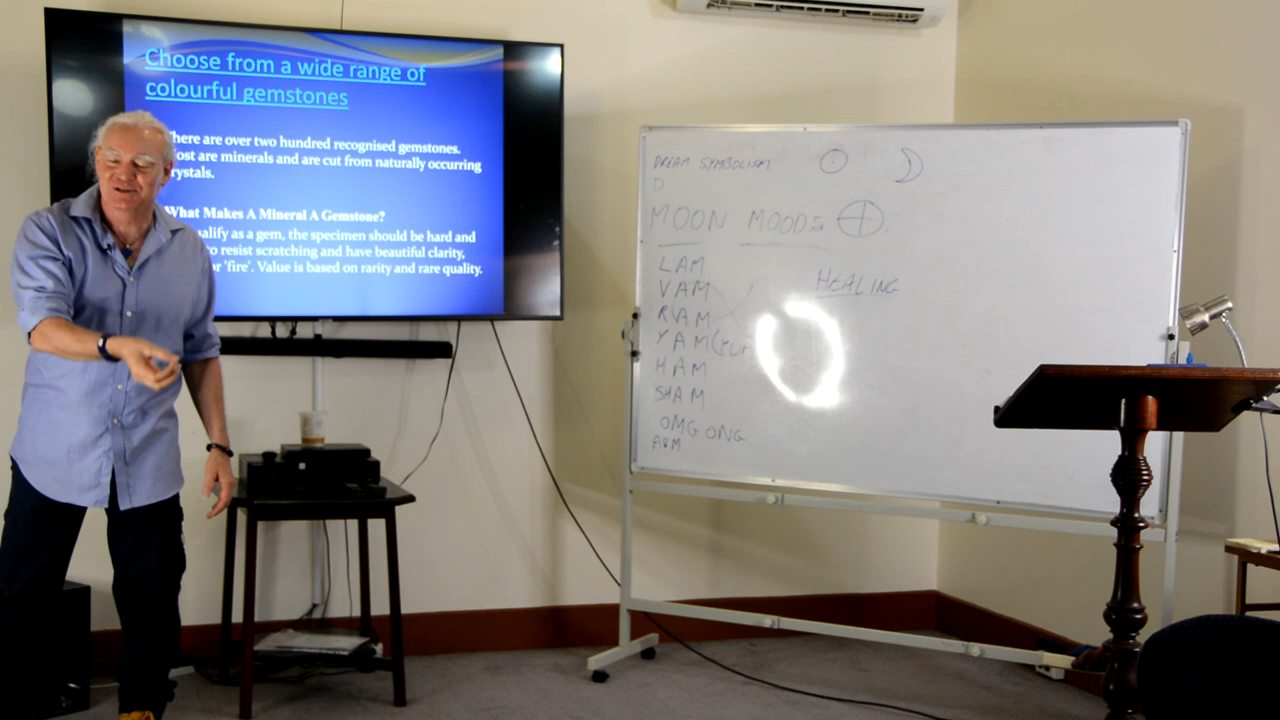 Choose from a wide range of
colourful gemstones
here are over two hundred recognised gemstones.
ost are minerals and are cut from naturally occurring
rystals.
What Makes A Mineral A Gemstone?
ualify as a gem, the specimen should be hard and
to resist scratching and have beautiful clarity,
or 'fire'. Value is based on rarity and rare quality.
DREAM SYMBOLISM
D
MOON MOODS
HEALING
LAM
VAM
RAM
YAM
HAM
SHAM
OMG ONG
AVM